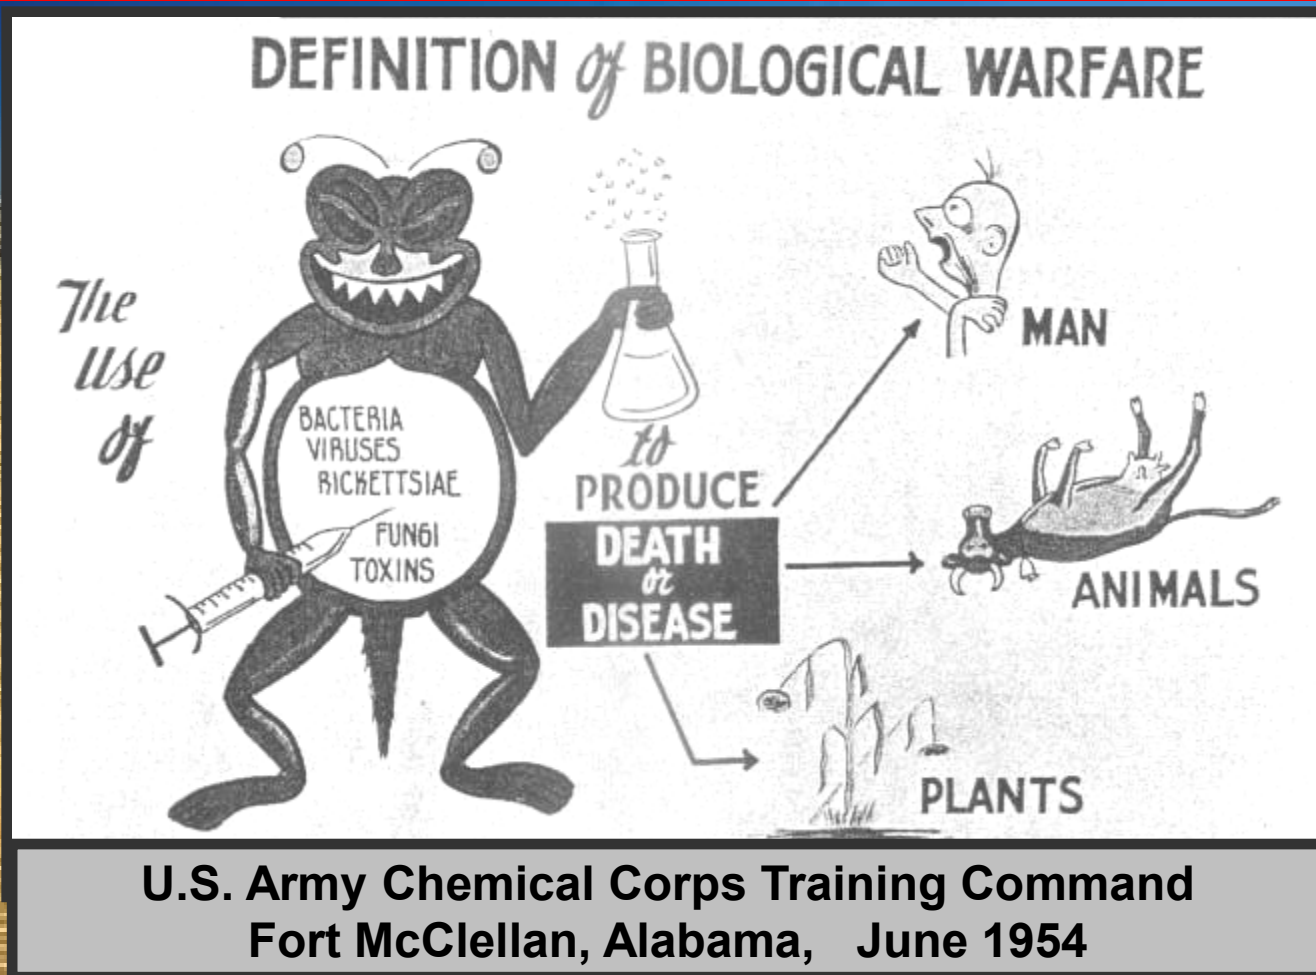 DEFINITION of BIOLOGICAL WARFARE
The
Use
of
BACTERIA
VIRUSES
RICKETTSIAE
FUNGI
TOXINS
to
PRODUCE
DEATH
or
DISEASE
MAN
ANIMALS
PLANTS
U.S. Army Chemical Corps Training Command
Fort McClellan, Alabama, June 1954